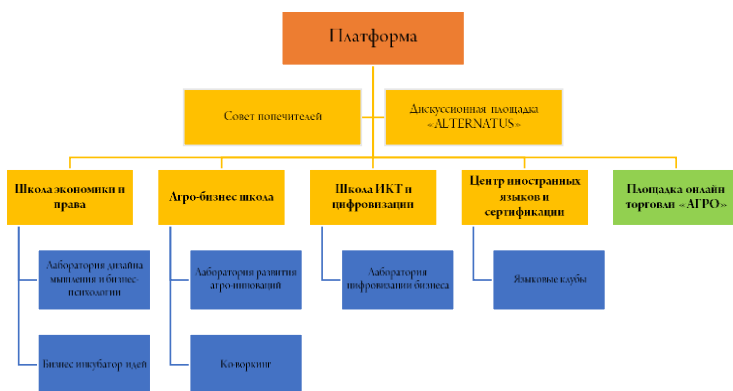 Платформа
Совет попечителей
Дискуссионная площадка
«ALTERNATUS»
Школа экономики и
права
Агро-бизнес школа
Школа ИКТ и
цифровизации
Центр иностранных
языков и
сертификации
Площадка онлайн
торговли «АГРО»
Лаборатория дизайна
мышления и бизнес-
психологии
Лаборатория развития
агро-инноваций
Лаборатория
цифровизации бизнеса
Языковые клубы
Бизнес инкубатор идей
Ко-воркинг